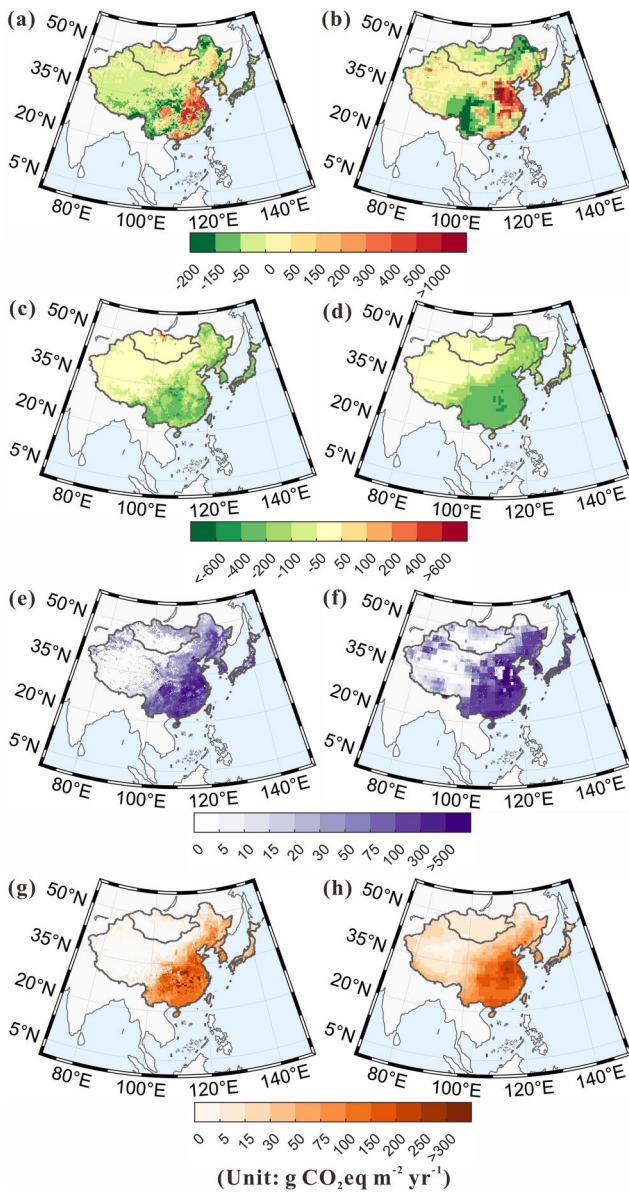 (a) (b)
50°N 50°N
35°N 35°N
20°N 20°N
5°N 5°N
80°E 100°E 120°E 140°E 80°E 100°E 120°E 140°E
-200 -150 -50 0 50 150 200 300 400 500 >1000
(c) (d)
50°N 50°N
35°N 35°N
20°N 20°N
5°N 5°N
80°E 100°E 120°E 140°E 80°E 100°E 120°E 140°E
<-600 -400 -200 -100 -50 50 100 200 400 >600
(e) (f)
50°N 50°N
35°N 35°N
20°N 20°N
5°N 5°N
80°E 100°E 120°E 140°E 80°E 100°E 120°E 140°E
0 5 10 15 20 30 50 75 100 300 >500
(g) (h)
50°N 50°N
35°N 35°N
20°N 20°N
5°N 5°N
80°E 100°E 120°E 140°E 80°E 100°E 120°E 140°E
0 5 15 30 50 75 100 150 200 250 >300
(Unit: g CO₂eq m⁻² yr⁻¹)